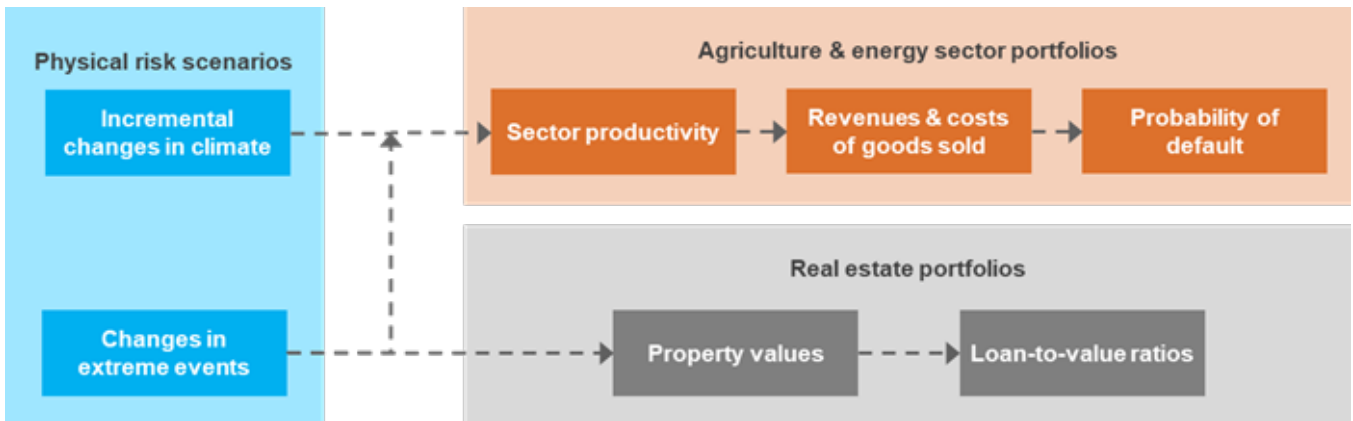 Physical risk scenarios
Incremental
changes in climate
Changes in
extreme events
Agriculture & energy sector portfolios
Sector productivity
Revenues & costs
of goods sold
Probability of
default
Real estate portfolios
Property values
Loan-to-value ratios